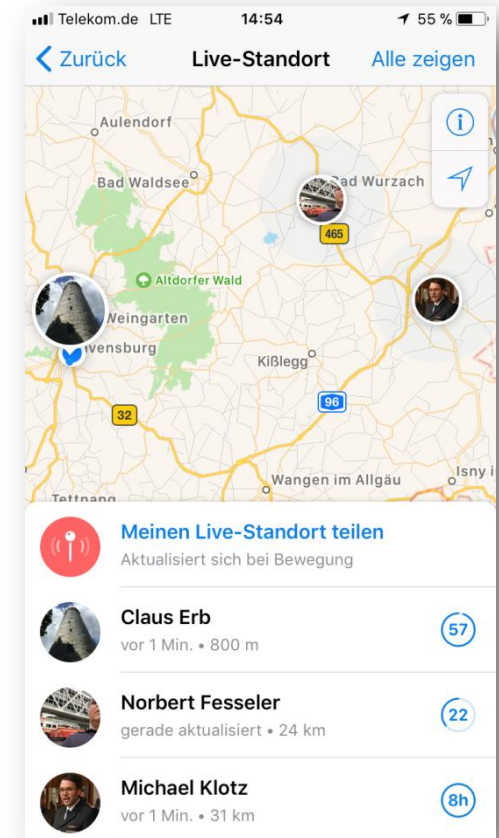 Telekom.de LTE 14:54 55 %
Zurück Live-Standort Alle zeigen
Aulendorf
Bad Waldsee
ad Wurzach
465
Altdorfer Wald
Weingarten
vensburg
Kißlegg
96
32
Wangen im Allgäu
Isny i
Tettnang
Meinen Live-Standort teilen
Aktualisiert sich bei Bewegung
Claus Erb
57
vor 1 Min. • 800 m
Norbert Fesseler
22
gerade aktualisiert • 24 km
Michael Klotz
8h
vor 1 Min. • 31 km